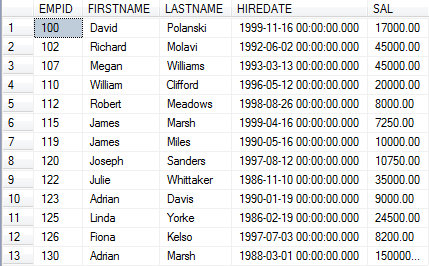 EMPID FIRSTNAME LASTNAME HIREDATE SAL
1 100 David Polanski 1999-11-16 00:00:00.000 17000.00
2 102 Richard Molavi 1992-06-02 00:00:00.000 45000.00
3 107 Megan Williams 1993-03-13 00:00:00.000 45000.00
4 110 William Clifford 1996-05-12 00:00:00.000 20000.00
5 112 Robert Meadows 1998-08-26 00:00:00.000 8000.00
6 115 James Marsh 1999-04-16 00:00:00.000 7250.00
7 119 James Miles 1990-05-16 00:00:00.000 10000.00
8 120 Joseph Sanders 1997-08-12 00:00:00.000 10750.00
9 122 Julie Whittaker 1986-11-10 00:00:00.000 35000.00
10 123 Adrian Davis 1990-01-19 00:00:00.000 9000.00
11 125 Linda Yorke 1986-02-19 00:00:00.000 24500.00
12 126 Fiona Kelso 1997-07-03 00:00:00.000 8200.00
13 130 Adrian Marsh 1988-03-01 00:00:00.000 150000...